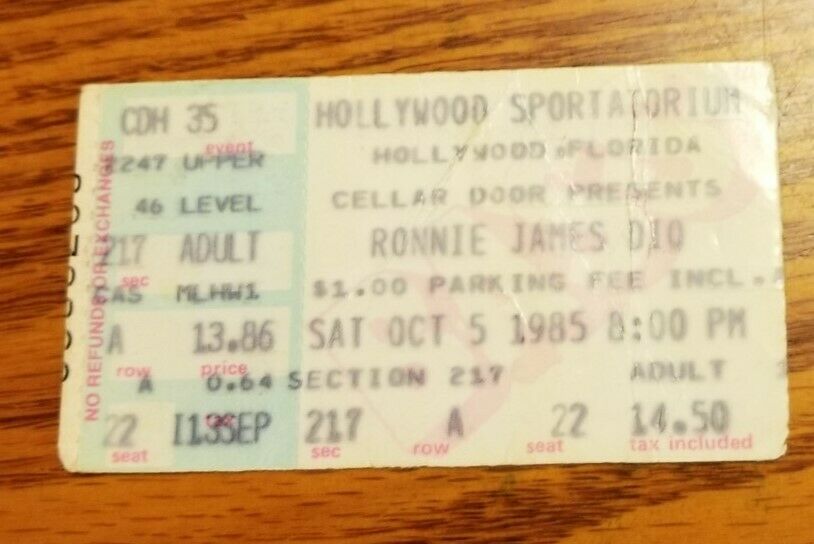 CDH 35
event
2247 UPPER
46 LEVEL
217 ADULT
sec
CAS MLHW1
A 13.86
row price
A 0.64
22 I13SEP
seat
NO REFUNDS OR EXCHANGES
HOLLYWOOD SPORTATORIUM
HOLLYWOOD.FLORIDA
CELLAR DOOR PRESENTS
RONNIE JAMES DIO
$1.00 PARKING FEE INCL.
SAT OCT 5 1985 8:00 PM
SECTION 217 ADULT
217 A 22 14.50
sec row seat tax included